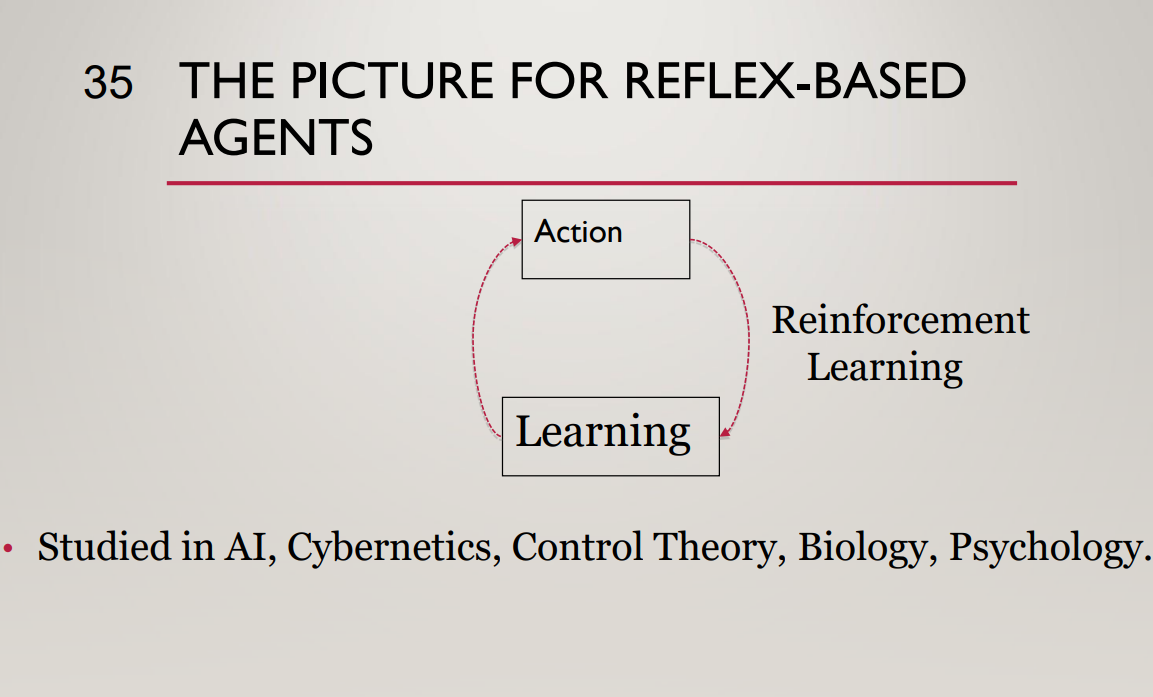 35 THE PICTURE FOR REFLEX-BASED
AGENTS
Action
Reinforcement
Learning
Learning
• Studied in AI, Cybernetics, Control Theory, Biology, Psychology.